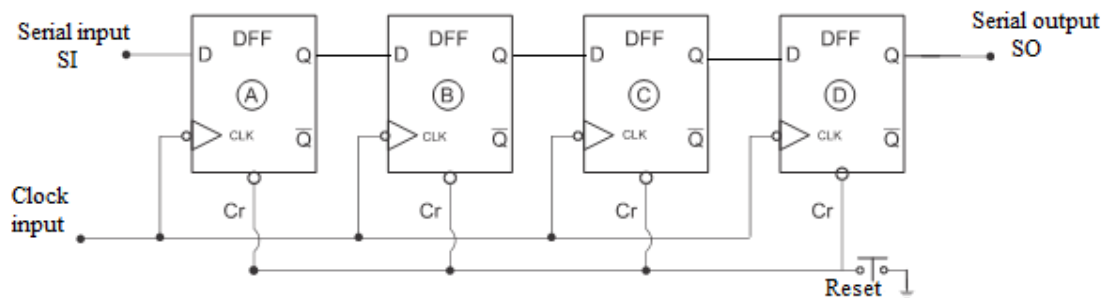 Serial input
SI
Serial output
SO
DFF DFF DFF DFF
D Q D Q D Q D Q
A B C D
CLK Q̅ CLK Q̅ CLK Q̅ CLK Q̅
Clock
input
Cr Cr Cr Cr
Reset